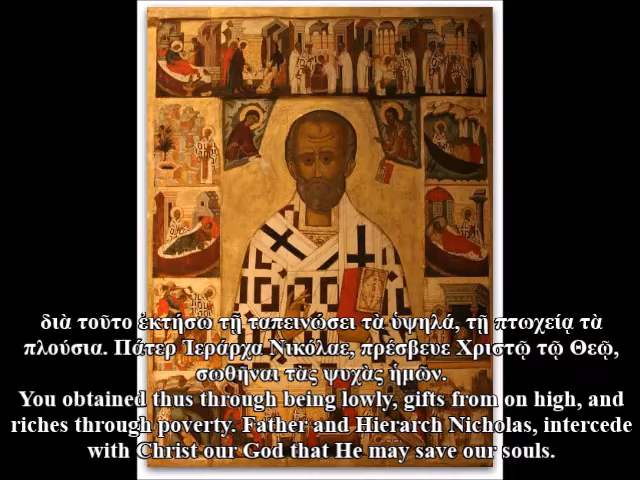 διὰ τοῦτο ἐκτήσω τῇ ταπεινώσει τὰ ὑψηλά, τῇ πτωχείᾳ τὰ
πλούσια. Πάτερ Ἱεράρχα Νικόλαε, πρέσβευε Χριστῷ τῷ Θεῷ,
σωθῆναι τὰς ψυχὰς ἡμῶν.
You obtained thus through being lowly, gifts from on high, and
riches through poverty. Father and Hierarch Nicholas, intercede
with Christ our God that He may save our souls.